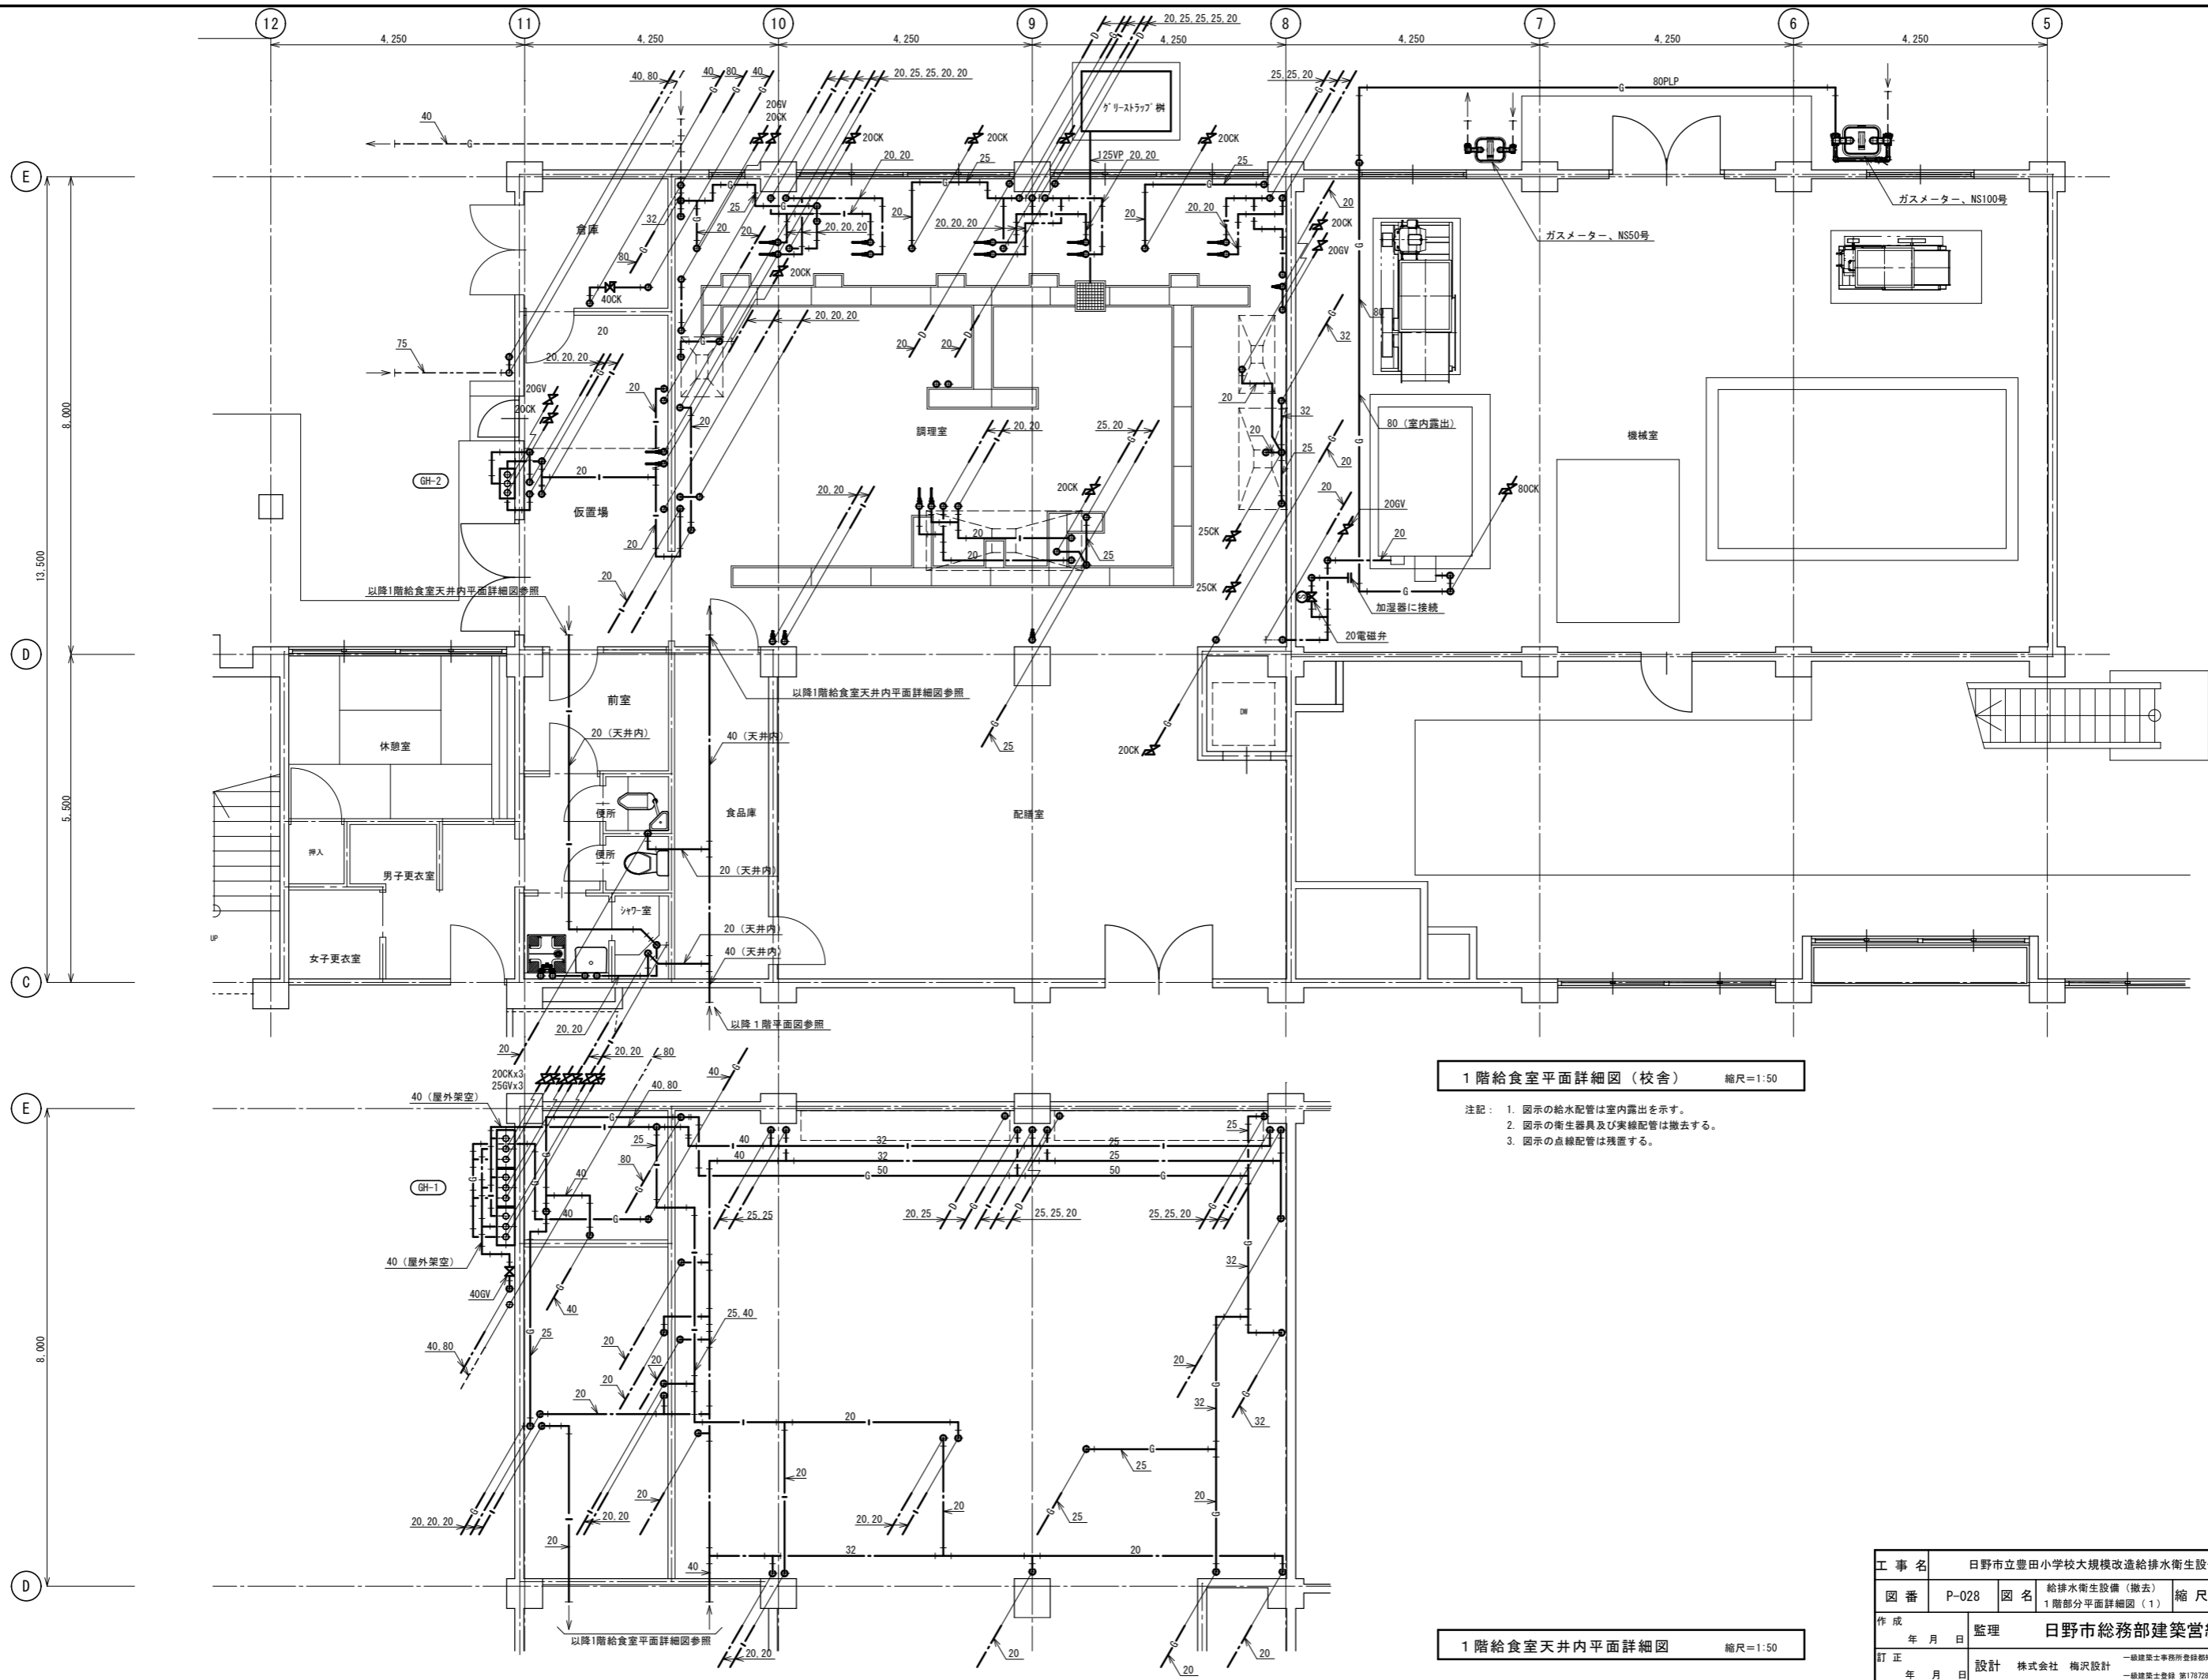 12
11
10
9
8
7
6
5
4,250
4,250
4,250
4,250
4,250
4,250
4,250
20,25,25,25,20
40,80
40
80
40
20,25,25,20,20
25,25,20
80PLP
グリーストラップ桝
40
20GV
20CK
20CK
20CK
20CK
20,20
25
125VP
20,20
25
E
ガスメーター、NS100号
ガスメーター、NS50号
倉庫
32
20
25
20
20,20,20
20
20,20,20
20,20
20
20CK
20GV
80
40CK
20CK
20
20,20,20
20
20
32
80
75
20,20,20
20GV
20CK
20
20
20
32
8,000
調理室
20,20
25,20
20
25
20
80（室内露出）
機械室
GH-2
20
仮置場
20,20
20CK
20
20GV
80CK
20
20
25CK
20
25
13,500
20
25CK
加湿器に接続
20電磁弁
以降1階給食室天井内平面詳細図参照
D
前室
以降1階給食室天井内平面詳細図参照
DW
休憩室
20（天井内）
40（天井内）
25
20CK
便所
食品庫
配膳室
5,500
便所
押入
男子更衣室
20（天井内）
シャワー室
UP
女子更衣室
20（天井内）
40（天井内）
C
以降１階平面図参照
20,20
20
20,20
80
20CKx3
25GVx3
40（屋外架空）
40,80
40
1階給食室平面詳細図（校舎）　縮尺=1:50
E
注記： 1. 図示の給水配管は室内露出を示す。
2. 図示の衛生器具及び実線配管は撤去する。
3. 図示の点線配管は残置する。
25
40
32
25
25
80
40
32
25
50
50
GH-1
40
40
25,25
20,25
25,25,20
25,25,20
40（屋外架空）
32
40GV
40
25
25,40
40,80
20
20
20
20
20
20
32
32
8,000
20
25
20
20
20
20,20,20
20,20
20,20
25
20
40
32
20
D
以降1階給食室平面詳細図参照
20,20
20
20
20
1階給食室天井内平面詳細図　縮尺=1:50
工事名　日野市立豊田小学校大規模改造給排水衛生設
図番　P-028　図名　給排水衛生設備（撤去）　縮尺
1階部分平面詳細図（1）
作成　年　月　日　監理　日野市総務部建築営
訂正　年　月　日　設計　株式会社　梅沢設計